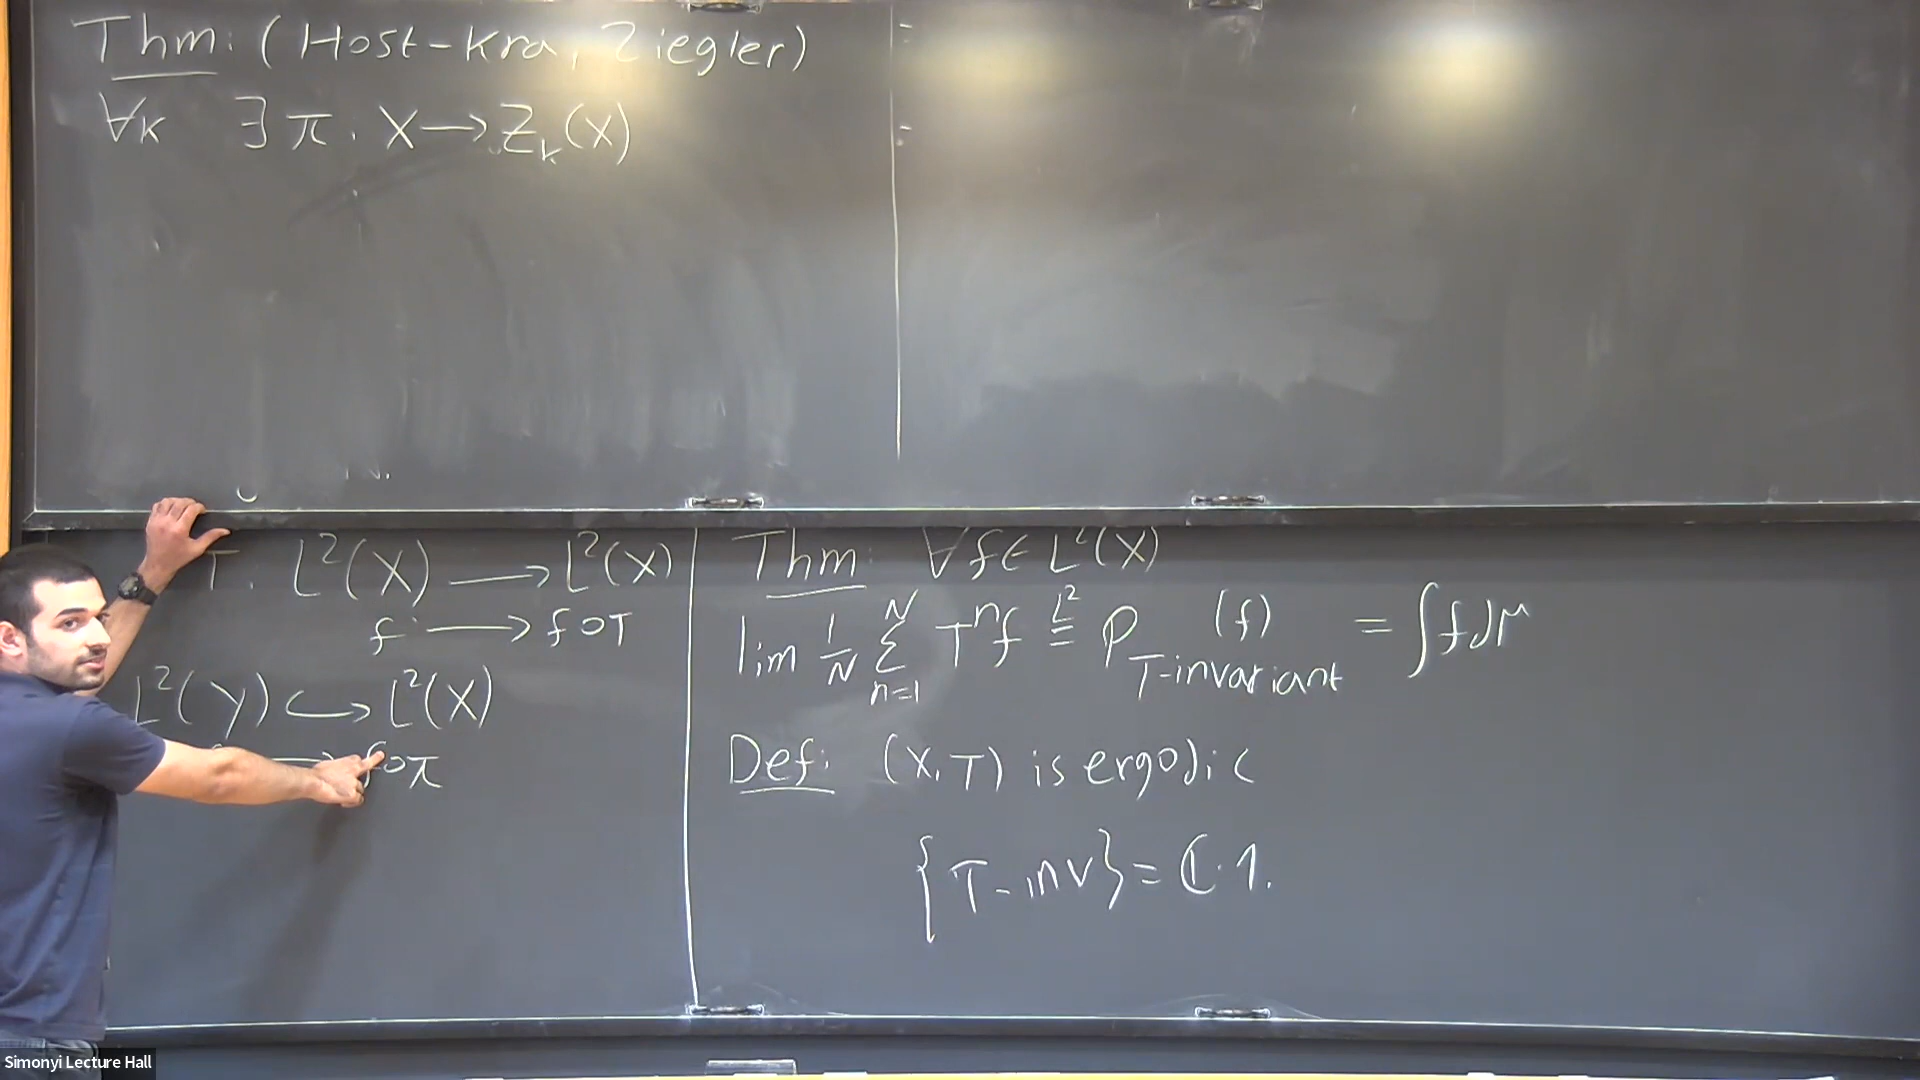 Thm: (Host-Kra, Ziegler)
∀k ∃ π. X → Z_k(X)
T: L²(X) → L²(X)
f → f∘T
L²(Y) ↪ L²(X)
→ f∘π
Thm: ∀f∈L²(X)
lim 1/N Σ_{n=1}^{N} Tⁿf =^{L²} P_{T-invariant}(f) = ∫f dμ
Def: (X,T) is ergodic
{T-inv} = ℂ·1.
Simonyi Lecture Hall